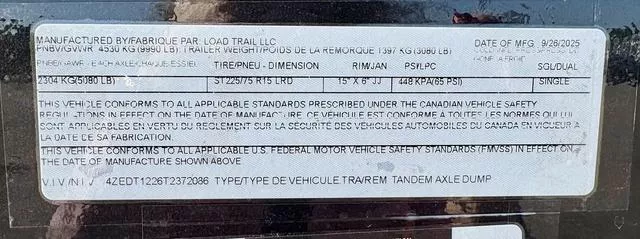 MANUFACTURED BY/FABRIQUE PAR: LOAD TRAIL LLC DATE OF MFG. 9/26/2025
PNBV/GVWR 4530 KG (9990 LB) TRAILER WEIGHT/POIDS DE LA REMORQUE 1397 KG (3080 LB)
PNBE/GAWR - EACH AXLE/CHAQUE ESSIEU TIRE/PNEU - DIMENSION RIM/JAN PSI/LPC SGL/DUAL
2304 KG(5080 LB) ST225/75 R15 LRD 15" X 6" JJ 448 KPA(65 PSI) SINGLE
THIS VEHICLE CONFORMS TO ALL APPLICABLE STANDARDS PRESCRIBED UNDER THE CANADIAN VEHICLE SAFETY
REGULATIONS IN EFFECT ON THE DATE OF MANUFACTURE. CE VEHICULE EST CONFORME A TOUTES LES NORMES QUI LUI
SONT APPLICABLES EN VERTU DU REGLEMENT SUR LA SÉCURITÉ DES VEHICULES AUTOMOBILES DU CANADA EN VIGUEUR A
LA DATE DE SA FABRICATION.
THIS VEHICLE CONFORMS TO ALL APPLICABLE U.S. FEDERAL MOTOR VEHICLE SAFETY STANDARDS (FMVSS) IN EFFECT ON
THE DATE OF MANUFACTURE SHOWN ABOVE
V.I.V./N.I.V. 4ZEDT1226T2372086 TYPE/TYPE DE VEHICULE TRA/REM TANDEM AXLE DUMP